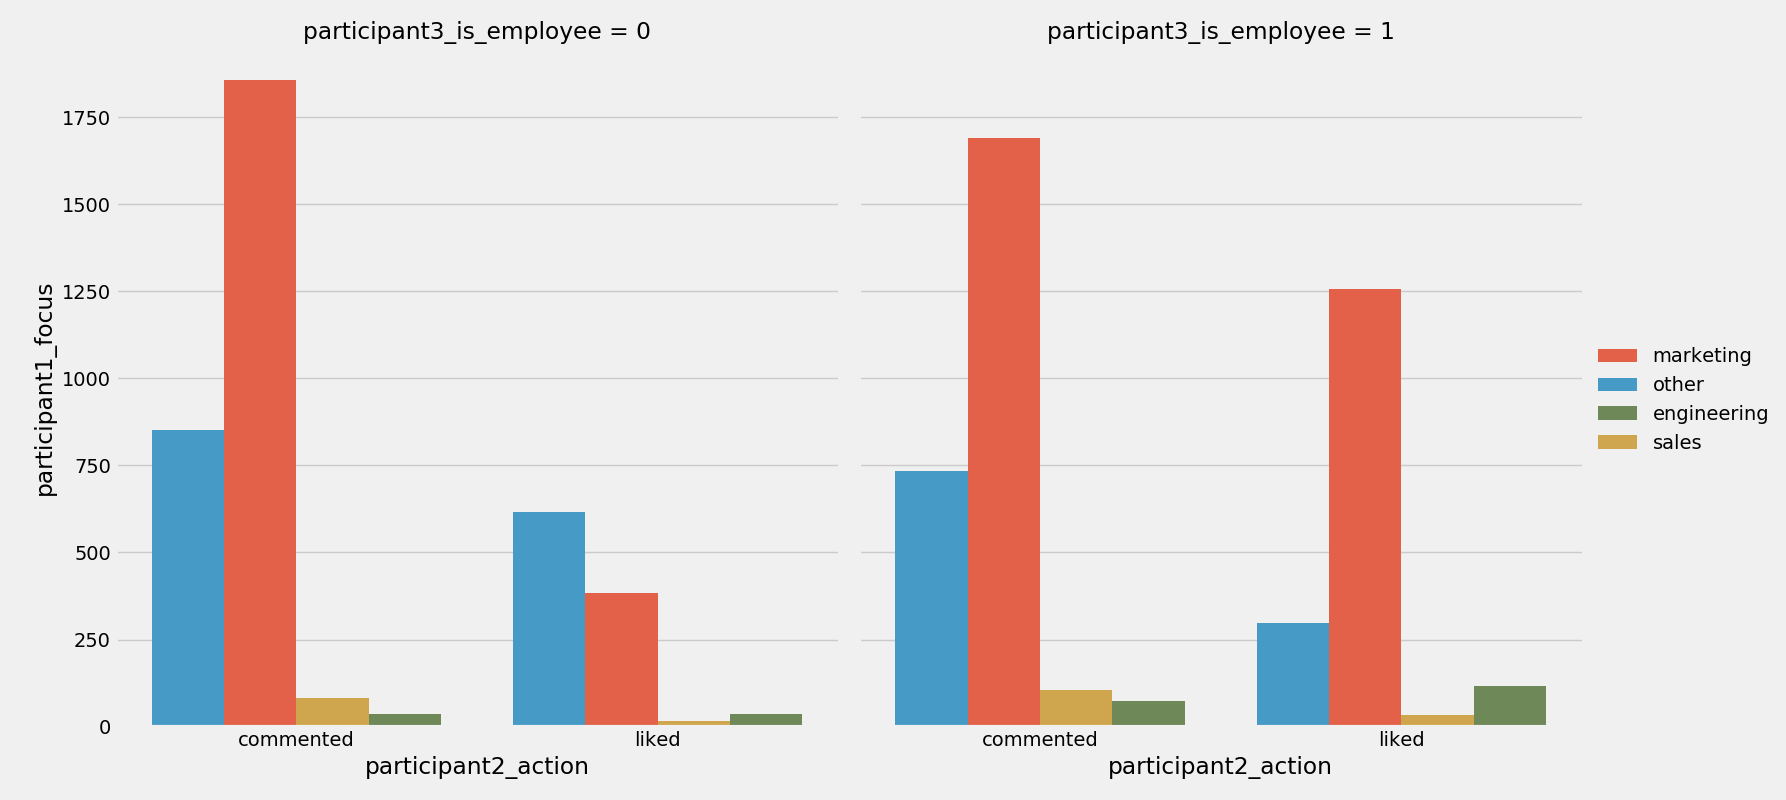 participant3_is_employee = 0
participant3_is_employee = 1
participant1_focus
1750
1500
1250
1000
750
500
250
0
commented
liked
commented
liked
participant2_action
participant2_action
marketing
other
engineering
sales